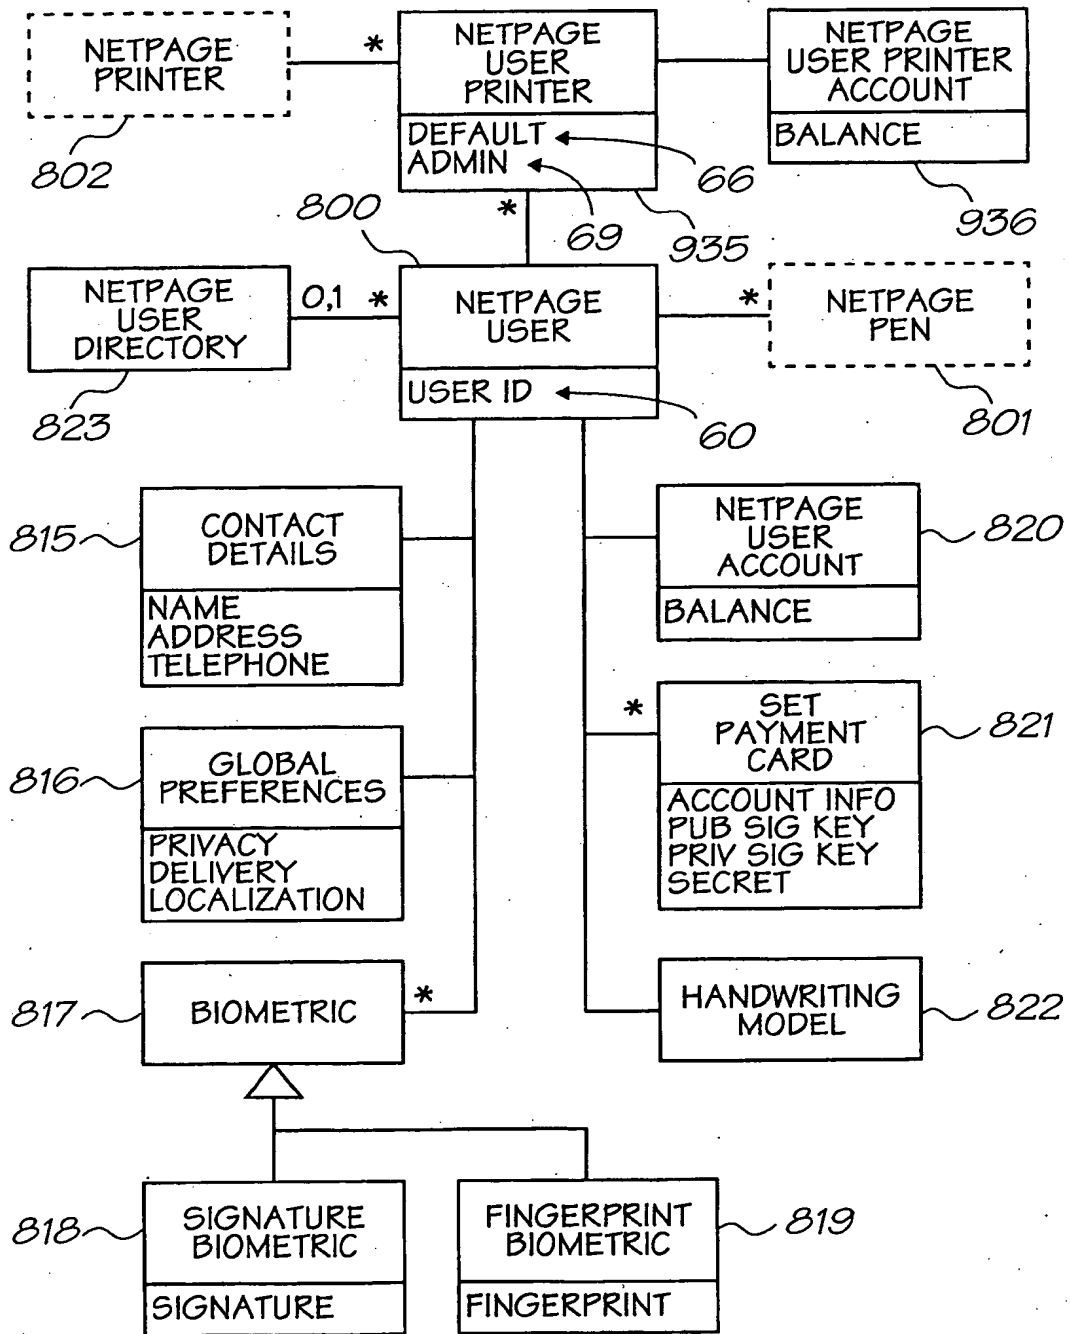 NETPAGE
PRINTER
802
*
NETPAGE
USER
PRINTER
DEFAULT
ADMIN
66
69
935
*
NETPAGE
USER PRINTER
ACCOUNT
BALANCE
936
800
NETPAGE
USER
DIRECTORY
823
0,1 *
NETPAGE
USER
USER ID
60
*
NETPAGE
PEN
801
815
CONTACT
DETAILS
NAME
ADDRESS
TELEPHONE
NETPAGE
USER
ACCOUNT
BALANCE
820
816
GLOBAL
PREFERENCES
PRIVACY
DELIVERY
LOCALIZATION
*
SET
PAYMENT
CARD
ACCOUNT INFO
PUB SIG KEY
PRIV SIG KEY
SECRET
821
817
BIOMETRIC
*
HANDWRITING
MODEL
822
818
SIGNATURE
BIOMETRIC
SIGNATURE
FINGERPRINT
BIOMETRIC
FINGERPRINT
819